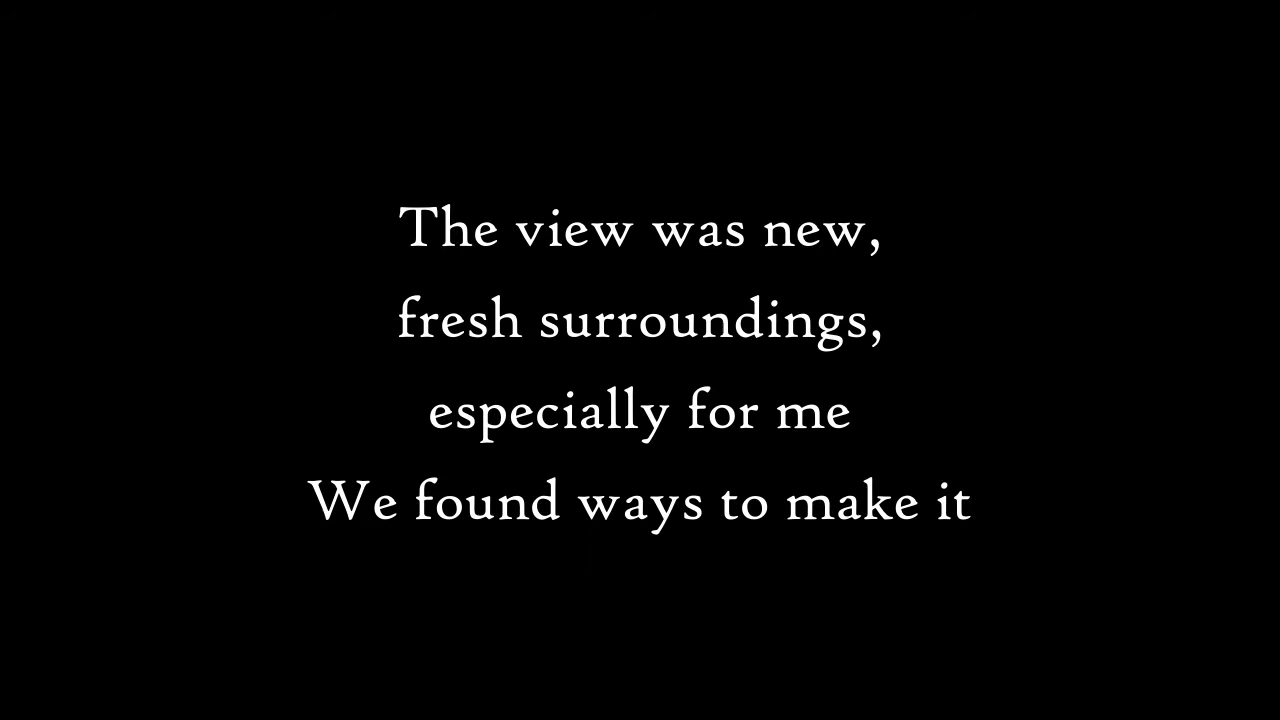 The view was new,
fresh surroundings,
especially for me
We found ways to make it